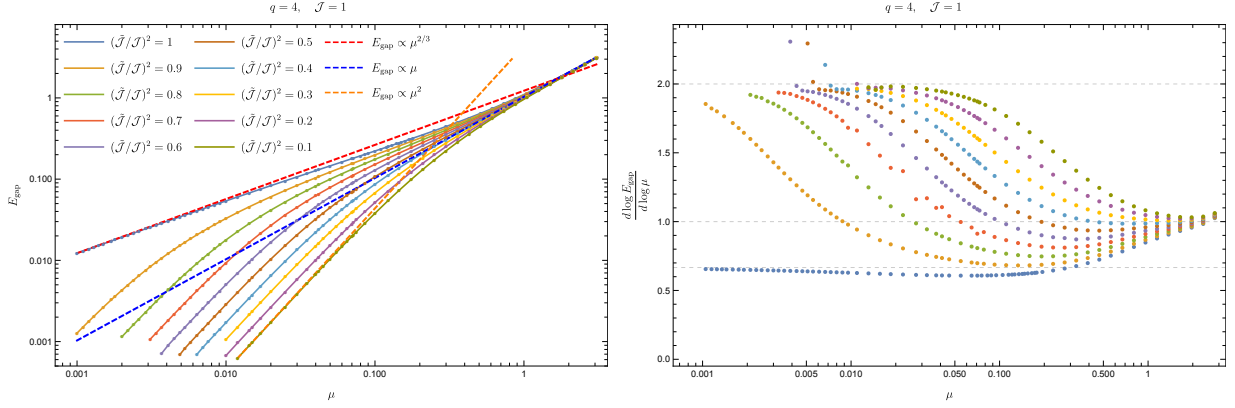 q = 4, 𝒥 = 1
(𝒥̃/𝒥)² = 1
(𝒥̃/𝒥)² = 0.9
(𝒥̃/𝒥)² = 0.8
(𝒥̃/𝒥)² = 0.7
(𝒥̃/𝒥)² = 0.6
(𝒥̃/𝒥)² = 0.5
(𝒥̃/𝒥)² = 0.4
(𝒥̃/𝒥)² = 0.3
(𝒥̃/𝒥)² = 0.2
(𝒥̃/𝒥)² = 0.1
E_gap ∝ μ^{2/3}
E_gap ∝ μ
E_gap ∝ μ²
E_gap
1
0.100
0.010
0.001
0.001
0.010
0.100
1
μ
q = 4, 𝒥 = 1
d log E_gap
d log μ
2.0
1.5
1.0
0.5
0.0
0.001
0.005
0.010
0.050
0.100
0.500
1
μ